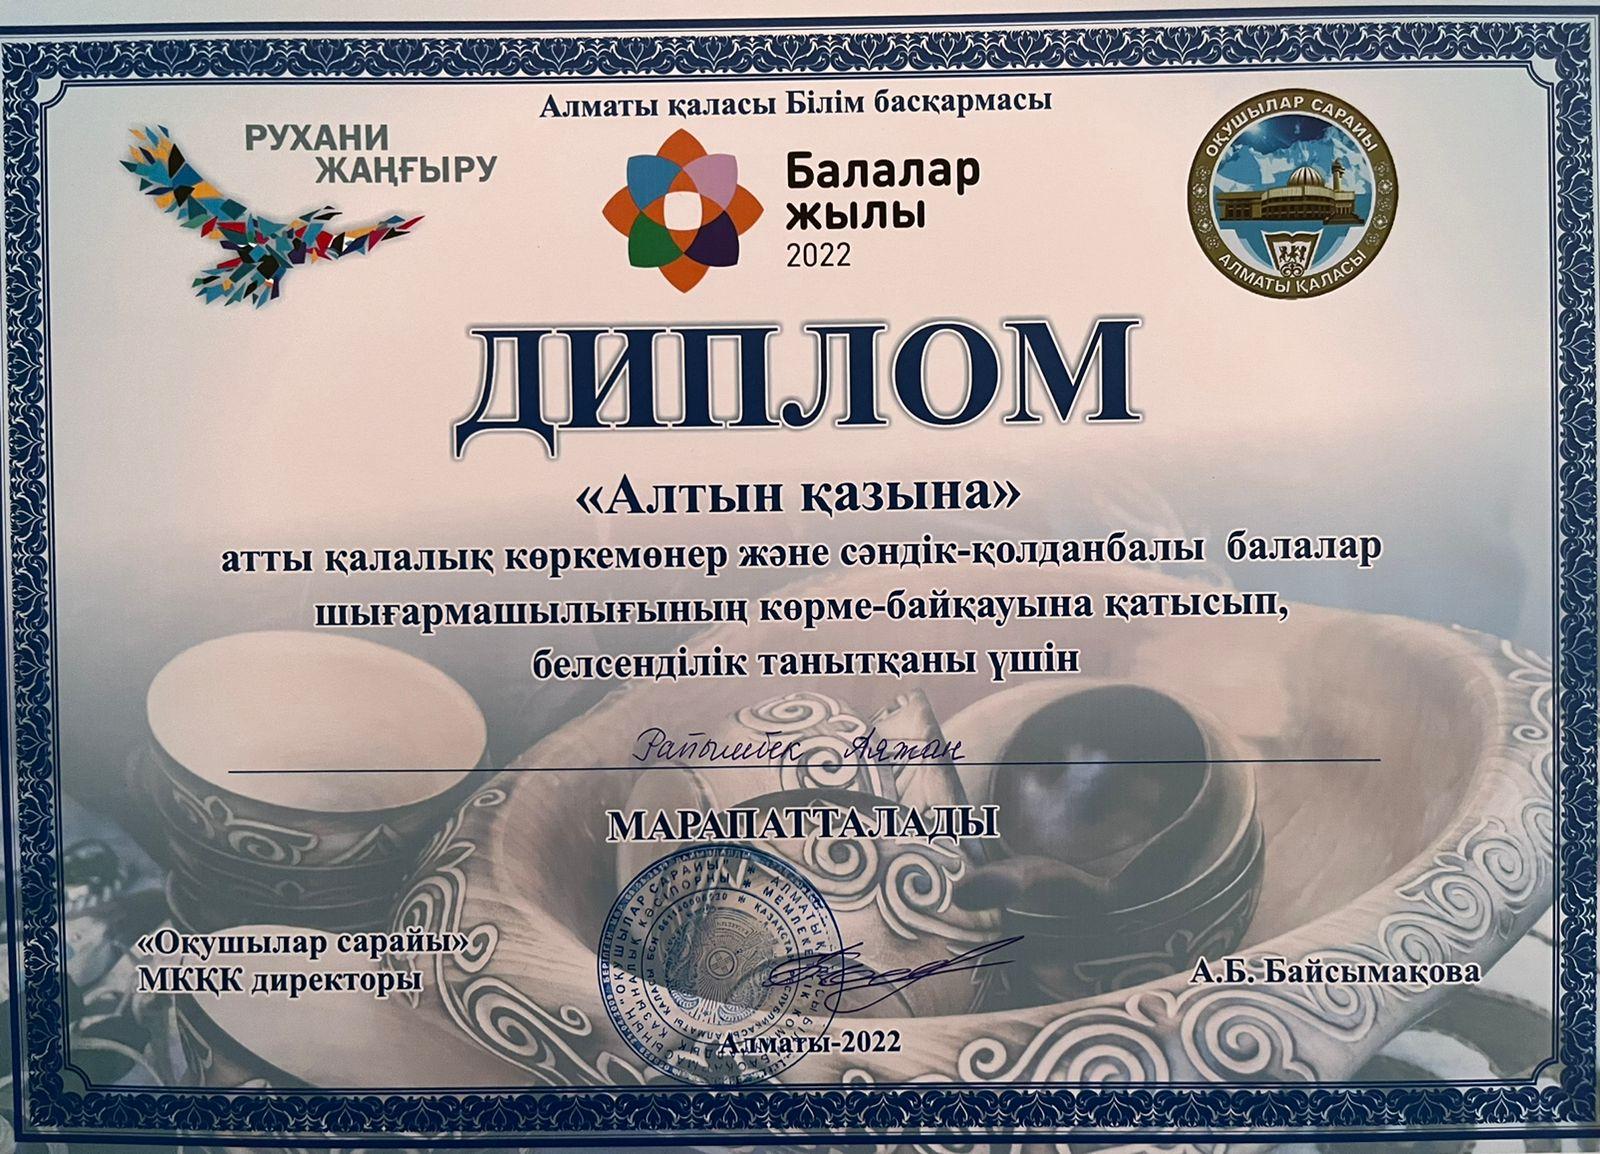 Алматы қаласы Білім басқармасы
РУХАНИ
ЖАҢҒЫРУ
Балалар
жылы
2022
ОҚУШЫЛАР САРАЙЫ
АЛМАТЫ ҚАЛАСЫ
ДИПЛОМ
«Алтын қазына»
атты қалалық көркемөнер және сәндік-қолданбалы балалар
шығармашылығының көрме-байқауына қатысып,
белсенділік танытқаны үшін
Рапышбек Аяжан
МАРАПАТТАЛАДЫ
«Оқушылар сарайы»
МКҚК директоры
А.Б. Байсымақова
Алматы-2022